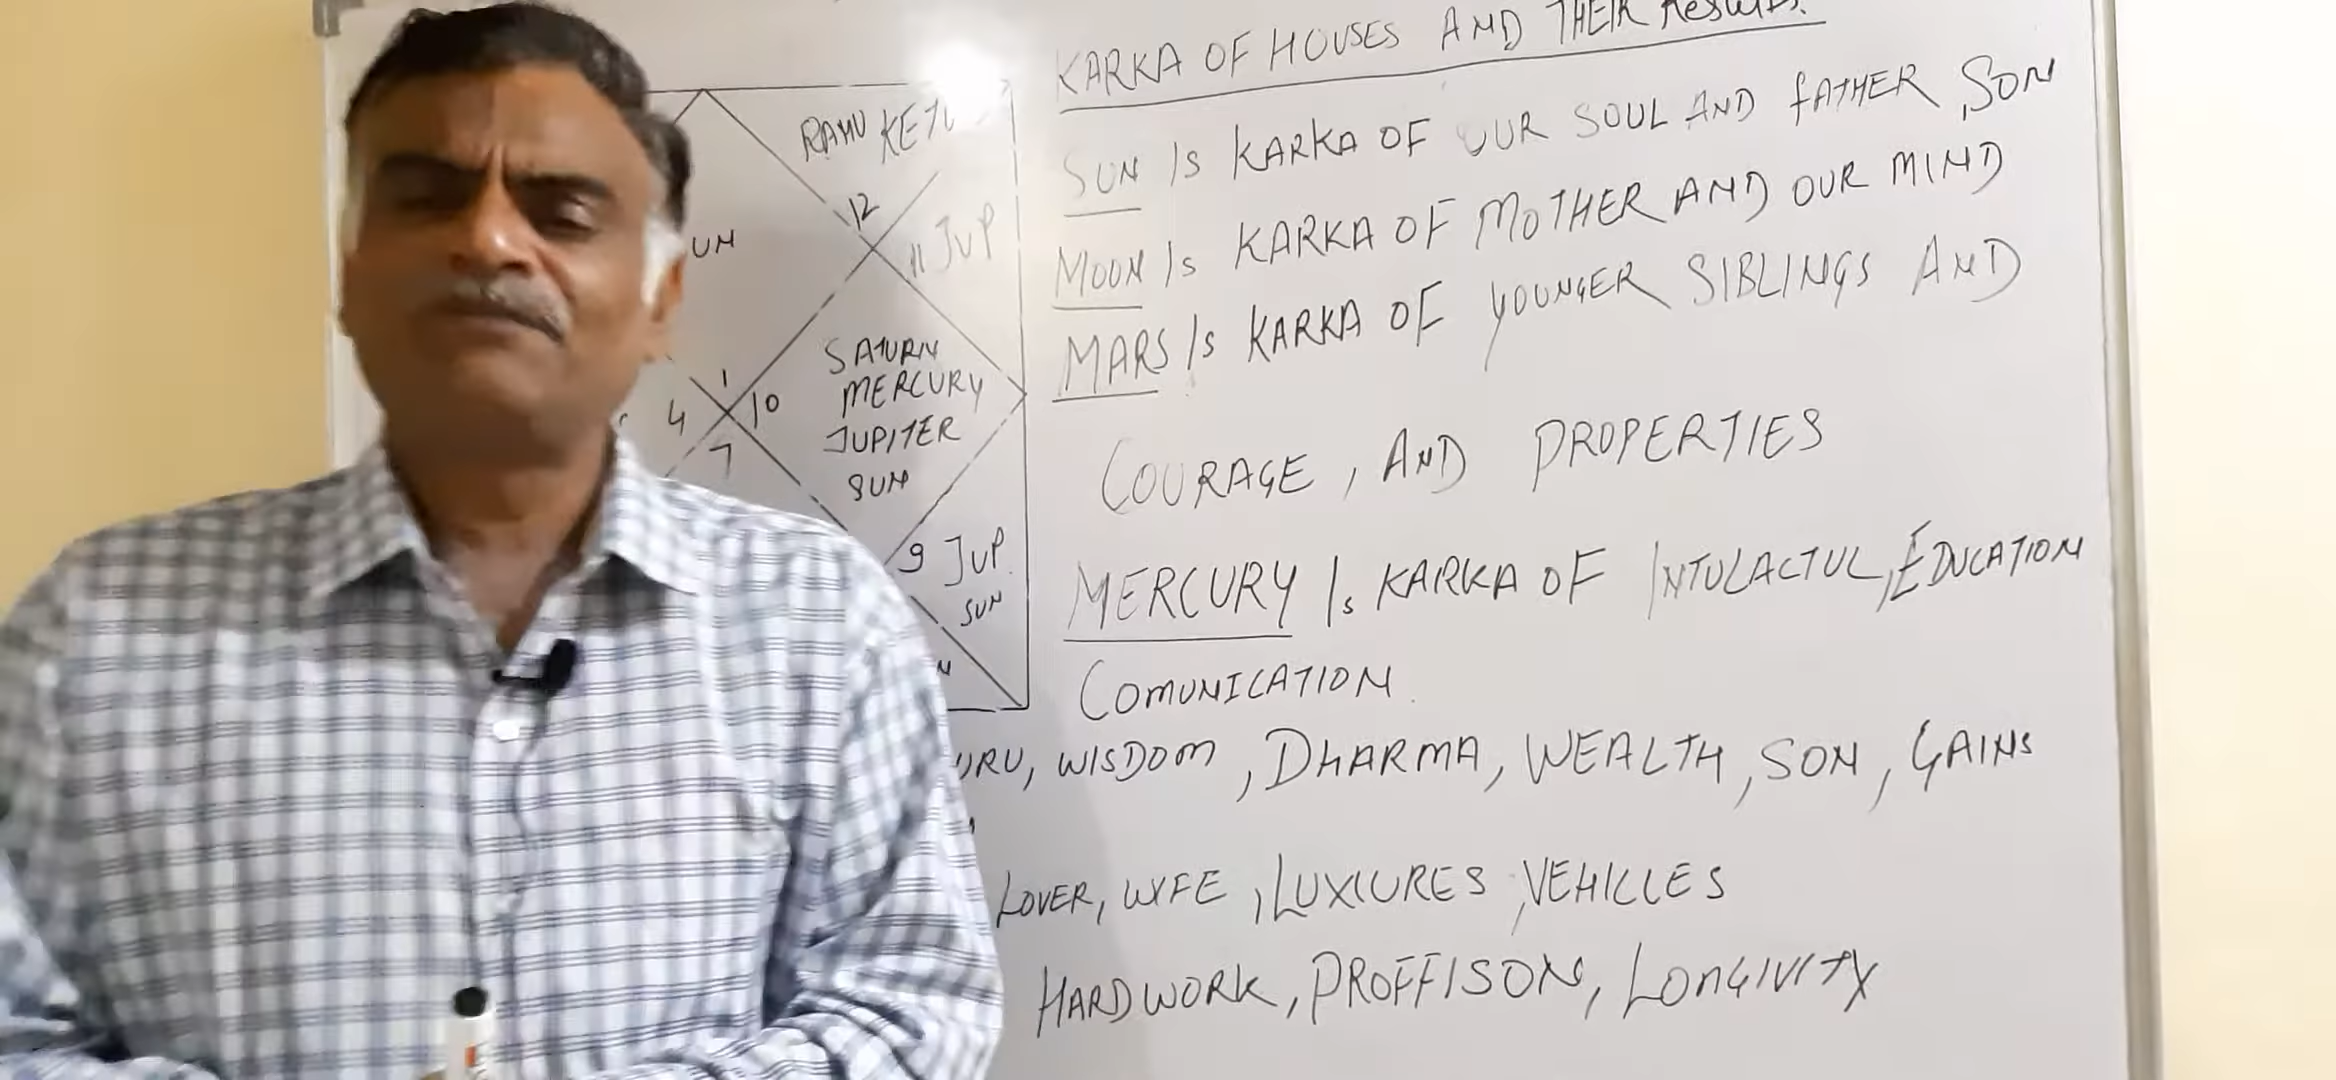 KARKA OF HOUSES AND THEIR RESULTS.
SUN IS KARKA OF OUR SOUL AND FATHER, SON
MOON IS KARKA OF MOTHER AND OUR MIND
MARS IS KARKA OF YOUNGER SIBLINGS AND
COURAGE, AND PROPERTIES
MERCURY IS KARKA OF INTULACTUL, EDUCATION
COMUNICATION.
WISDOM, DHARMA, WEALTH, SON, GAINS
LOVER, WIFE, LUXIURES, VEHICLES
HARDWORK, PROFFISON, LONGIVITY
RAHU KETU
12
11 JUP
SATURN
MERCURY
JUPITER
SUN
1
4 10
7
9 JUP.
SUN